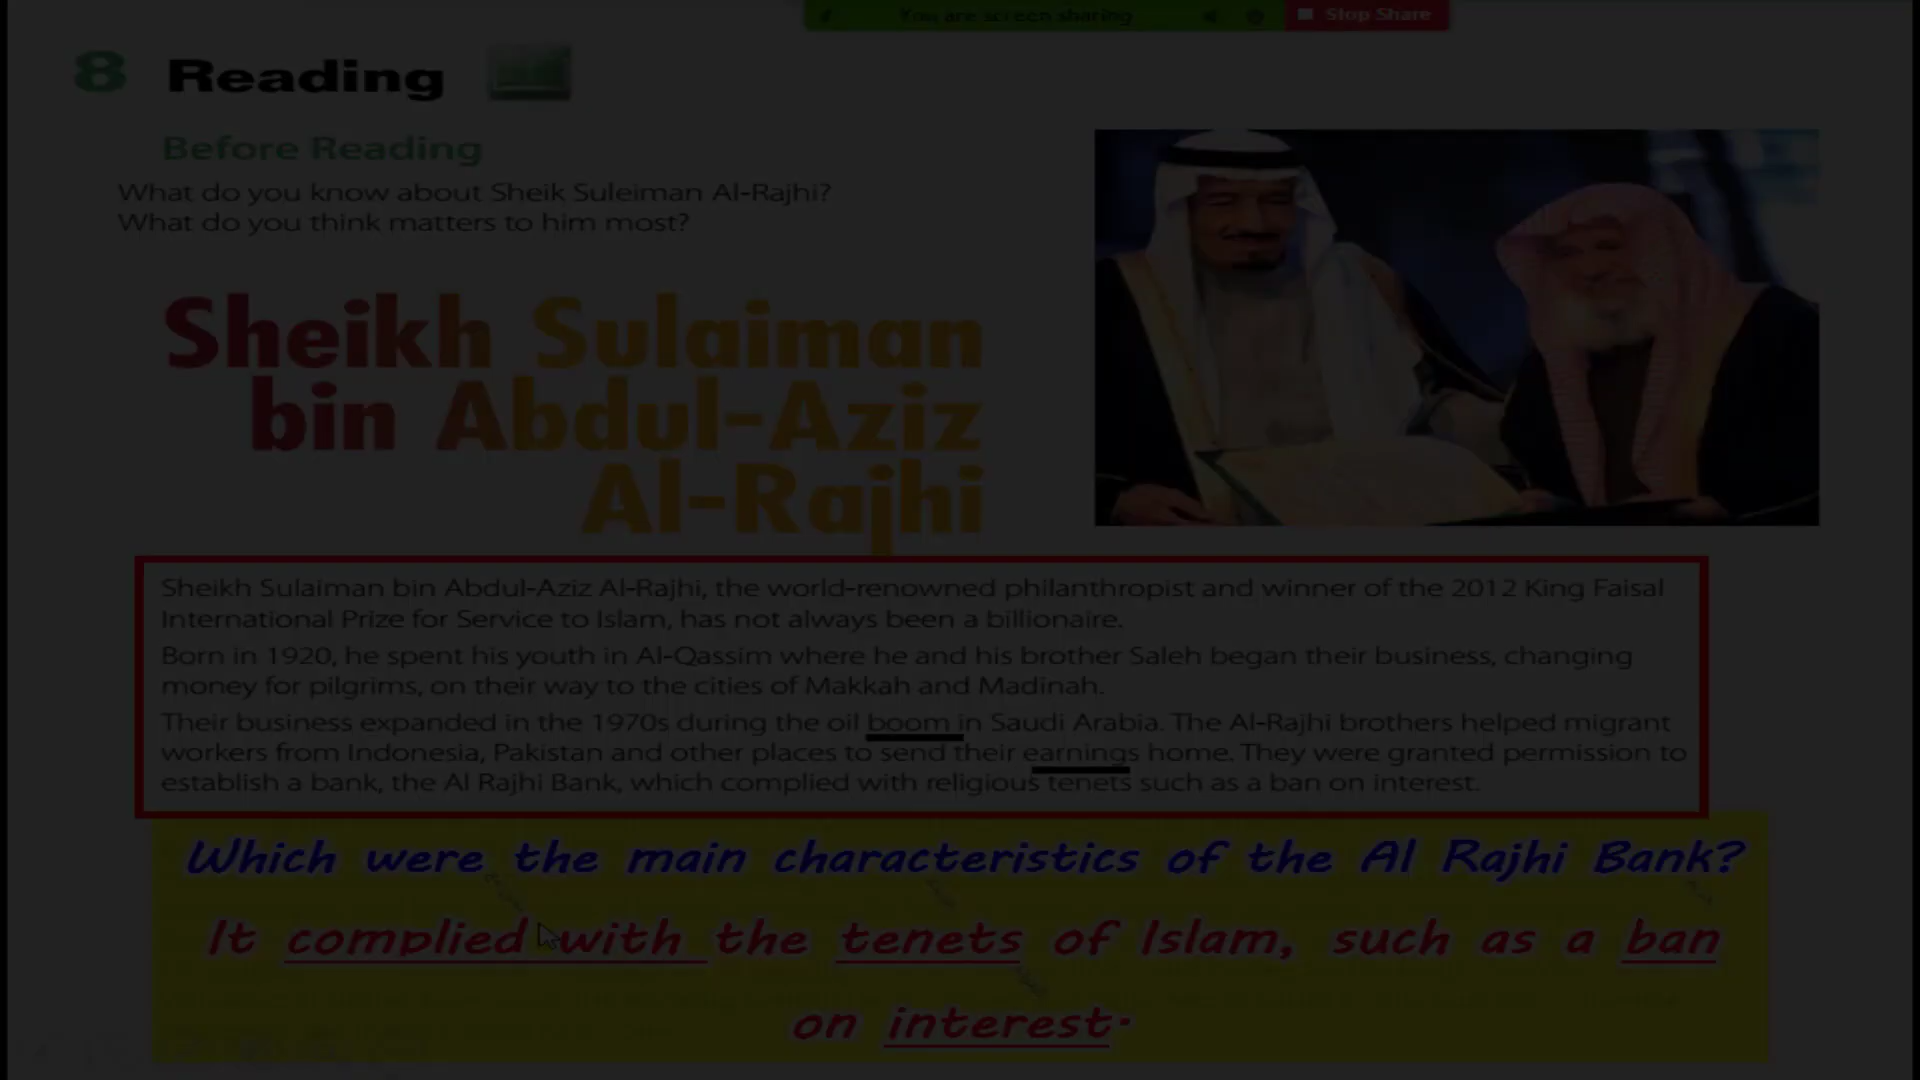 You are screen sharing
Stop Share
8 Reading
Before Reading
What do you know about Sheik Suleiman Al-Rajhi?
What do you think matters to him most?
Sheikh Sulaiman
bin Abdul-Aziz
Al-Rajhi
Sheikh Sulaiman bin Abdul-Aziz Al-Rajhi, the world-renowned philanthropist and winner of the 2012 King Faisal
International Prize for Service to Islam, has not always been a billionaire.
Born in 1920, he spent his youth in Al-Qassim where he and his brother Saleh began their business, changing
money for pilgrims, on their way to the cities of Makkah and Madinah.
Their business expanded in the 1970s during the oil boom in Saudi Arabia. The Al-Rajhi brothers helped migrant
workers from Indonesia, Pakistan and other places to send their earnings home. They were granted permission to
establish a bank, the Al Rajhi Bank, which complied with religious tenets such as a ban on interest.
Which were the main characteristics of the Al Rajhi Bank?
It complied with the tenets of Islam, such as a ban
on interest.